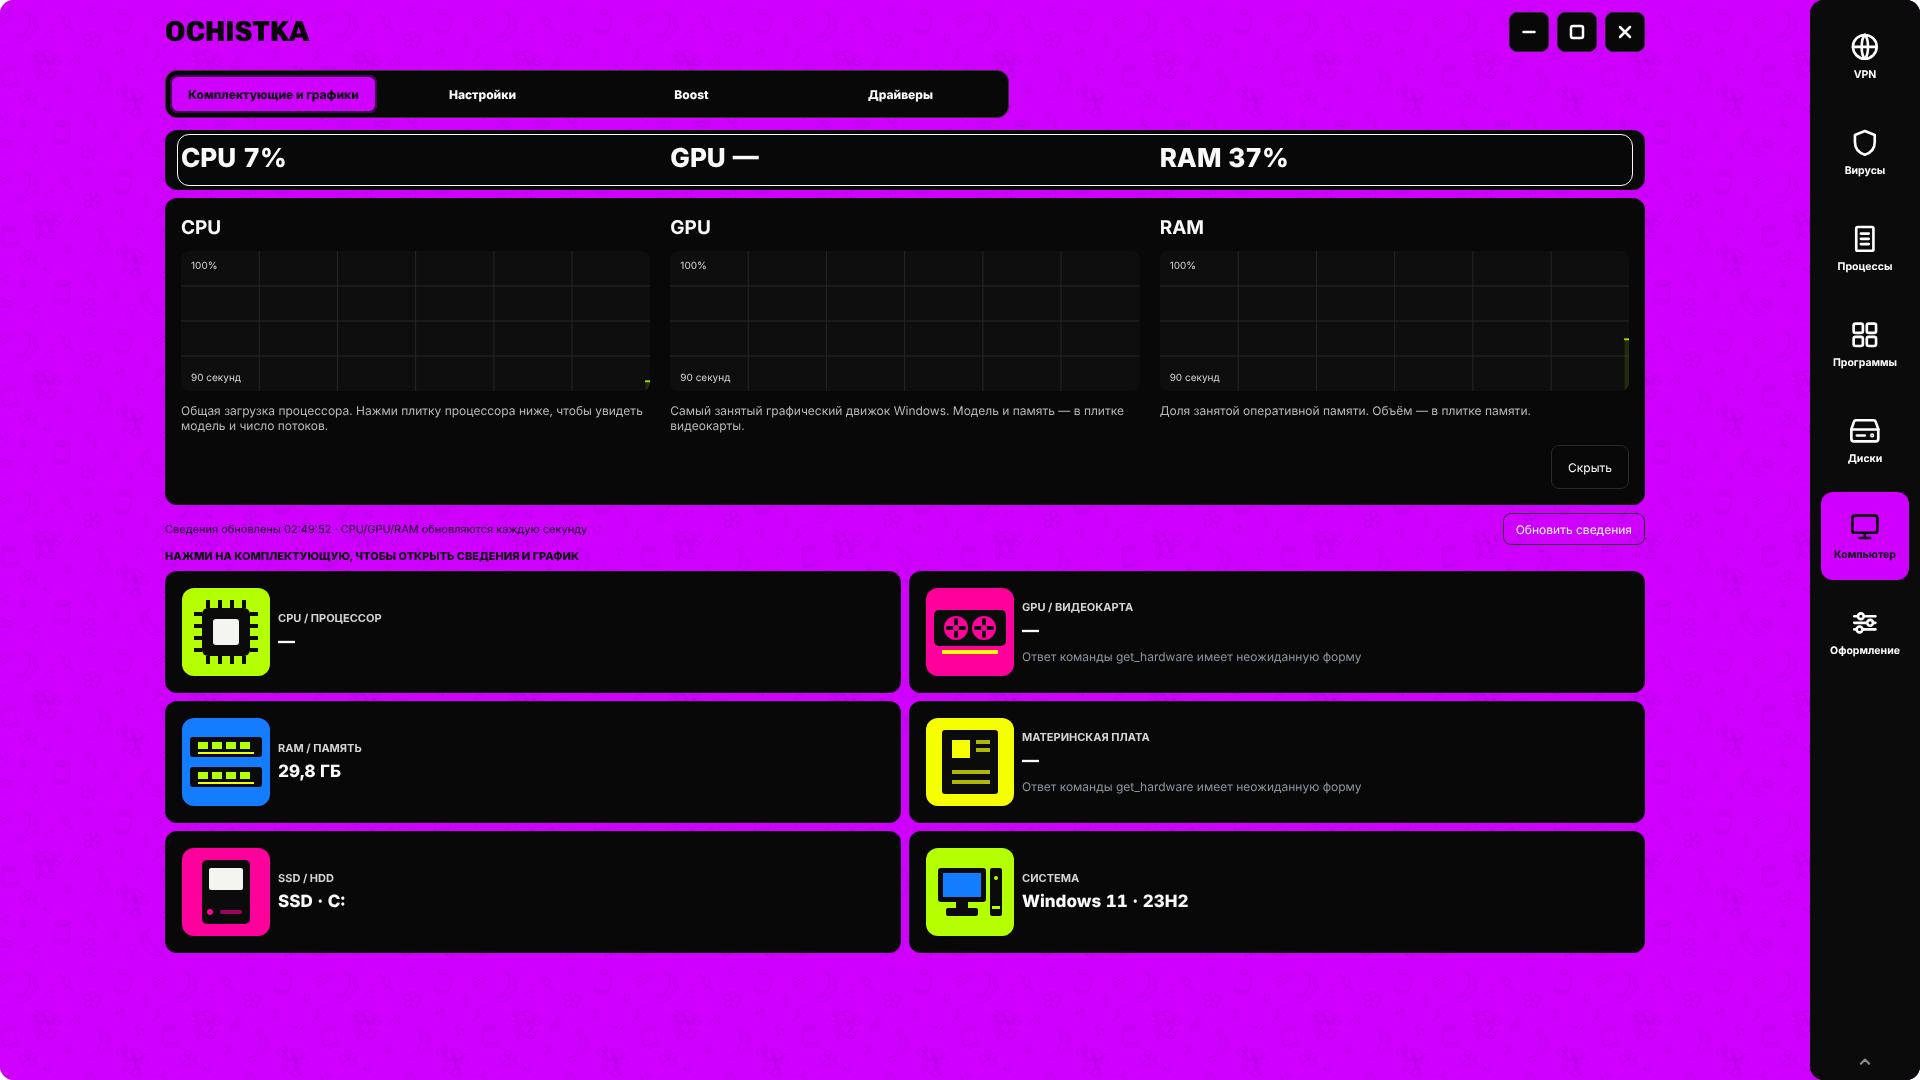 OCHISTKA
Комплектующие и графики
Настройки
Boost
Драйверы
CPU 7%
GPU —
RAM 37%
CPU
100%
90 секунд
Общая загрузка процессора. Нажми плитку процессора ниже, чтобы увидеть
модель и число потоков.
GPU
100%
90 секунд
Самый занятый графический движок Windows. Модель и память — в плитке
видеокарты.
RAM
100%
90 секунд
Доля занятой оперативной памяти. Объём — в плитке памяти.
Скрыть
Сведения обновлены 02:49:52 · CPU/GPU/RAM обновляются каждую секунду
Обновить сведения
НАЖМИ НА КОМПЛЕКТУЮЩУЮ, ЧТОБЫ ОТКРЫТЬ СВЕДЕНИЯ И ГРАФИК
CPU / ПРОЦЕССОР
—
GPU / ВИДЕОКАРТА
—
Ответ команды get_hardware имеет неожиданную форму
RAM / ПАМЯТЬ
29,8 ГБ
МАТЕРИНСКАЯ ПЛАТА
—
Ответ команды get_hardware имеет неожиданную форму
SSD / HDD
SSD · C:
СИСТЕМА
Windows 11 · 23H2
VPN
Вирусы
Процессы
Программы
Диски
Компьютер
Оформление